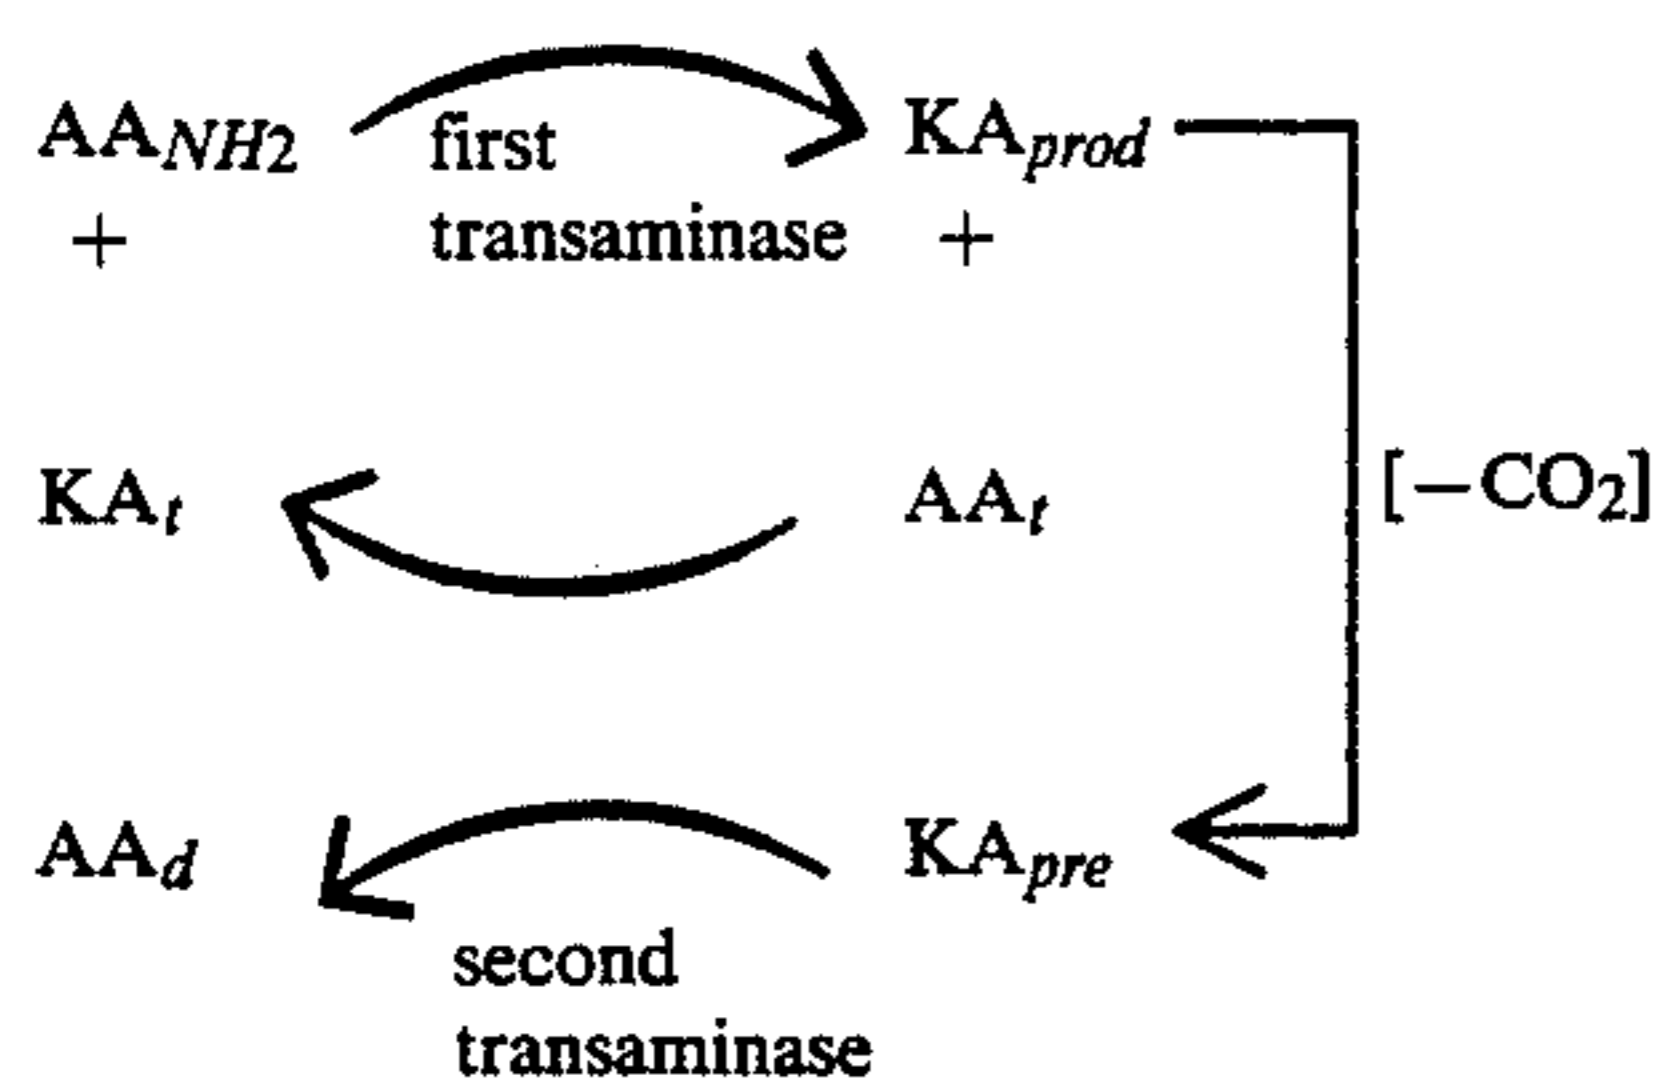 AA_NH2 first KA_prod
+ transaminase +
KA_t AA_t [−CO2]
AA_d KA_pre
second
transaminase